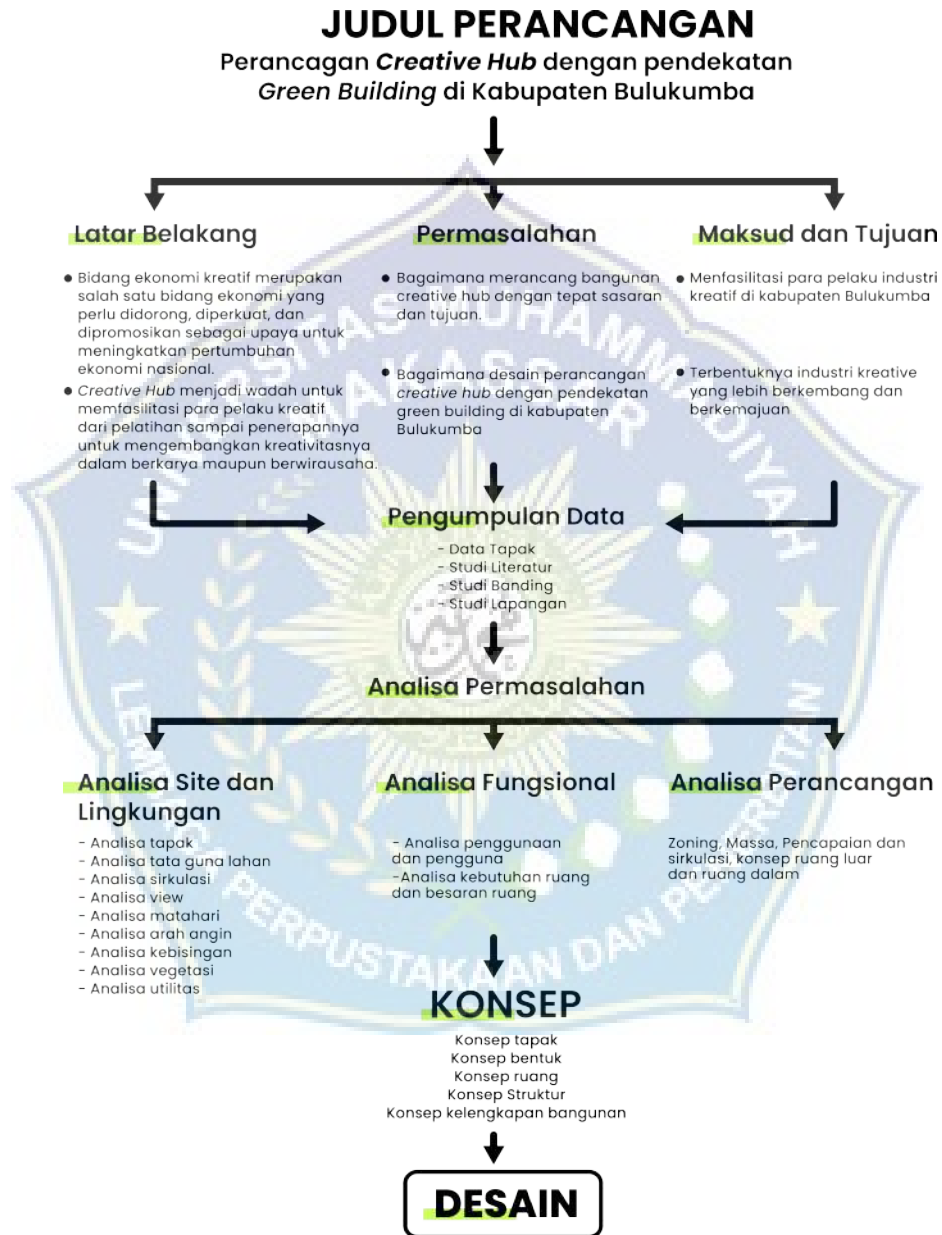 JUDUL PERANCANGAN
Perancagan Creative Hub dengan pendekatan
Green Building di Kabupaten Bulukumba
Latar Belakang
● Bidang ekonomi kreatif merupakan
salah satu bidang ekonomi yang
perlu didorong, diperkuat, dan
dipromosikan sebagai upaya untuk
meningkatkan pertumbuhan
ekonomi nasional.
● Creative Hub menjadi wadah untuk
memfasilitasi para pelaku kreatif
dari pelatihan sampai penerapannya
untuk mengembangkan kreativitasnya
dalam berkarya maupun berwirausaha.
Permasalahan
● Bagaimana merancang bangunan
creative hub dengan tepat sasaran
dan tujuan.
● Bagaimana desain perancangan
creative hub dengan pendekatan
green building di kabupaten
Bulukumba
Maksud dan Tujuan
● Menfasilitasi para pelaku industri
kreatif di kabupaten Bulukumba
● Terbentuknya industri kreative
yang lebih berkembang dan
berkemajuan
Pengumpulan Data
- Data Tapak
- Studi Literatur
- Studi Banding
- Studi Lapangan
Analisa Permasalahan
Analisa Site dan
Lingkungan
- Analisa tapak
- Analisa tata guna lahan
- Analisa sirkulasi
- Analisa view
- Analisa matahari
- Analisa arah angin
- Analisa kebisingan
- Analisa vegetasi
- Analisa utilitas
Analisa Fungsional
- Analisa penggunaan
dan pengguna
-Analisa kebutuhan ruang
dan besaran ruang
Analisa Perancangan
Zoning, Massa, Pencapaian dan
sirkulasi, konsep ruang luar
dan ruang dalam
KONSEP
Konsep tapak
Konsep bentuk
Konsep ruang
Konsep Struktur
Konsep kelengkapan bangunan
DESAIN
UNIVERSITAS MUHAMMADIYAH
MAKASSAR
LEMBAGA PERPUSTAKAAN DAN PENERBITAN